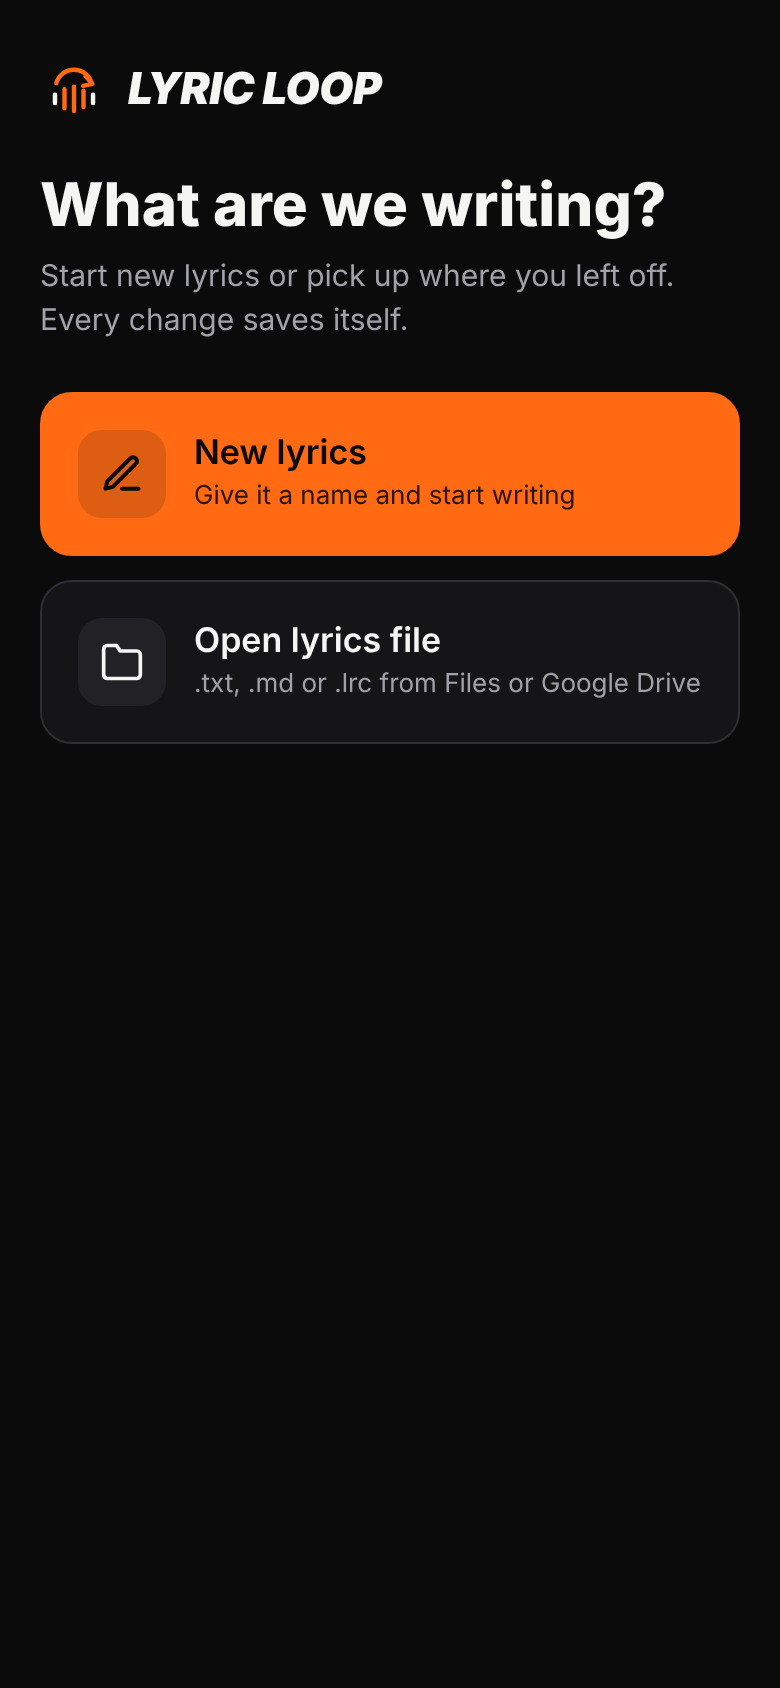 LYRIC LOOP
What are we writing?
Start new lyrics or pick up where you left off.
Every change saves itself.
New lyrics
Give it a name and start writing
Open lyrics file
.txt, .md or .lrc from Files or Google Drive